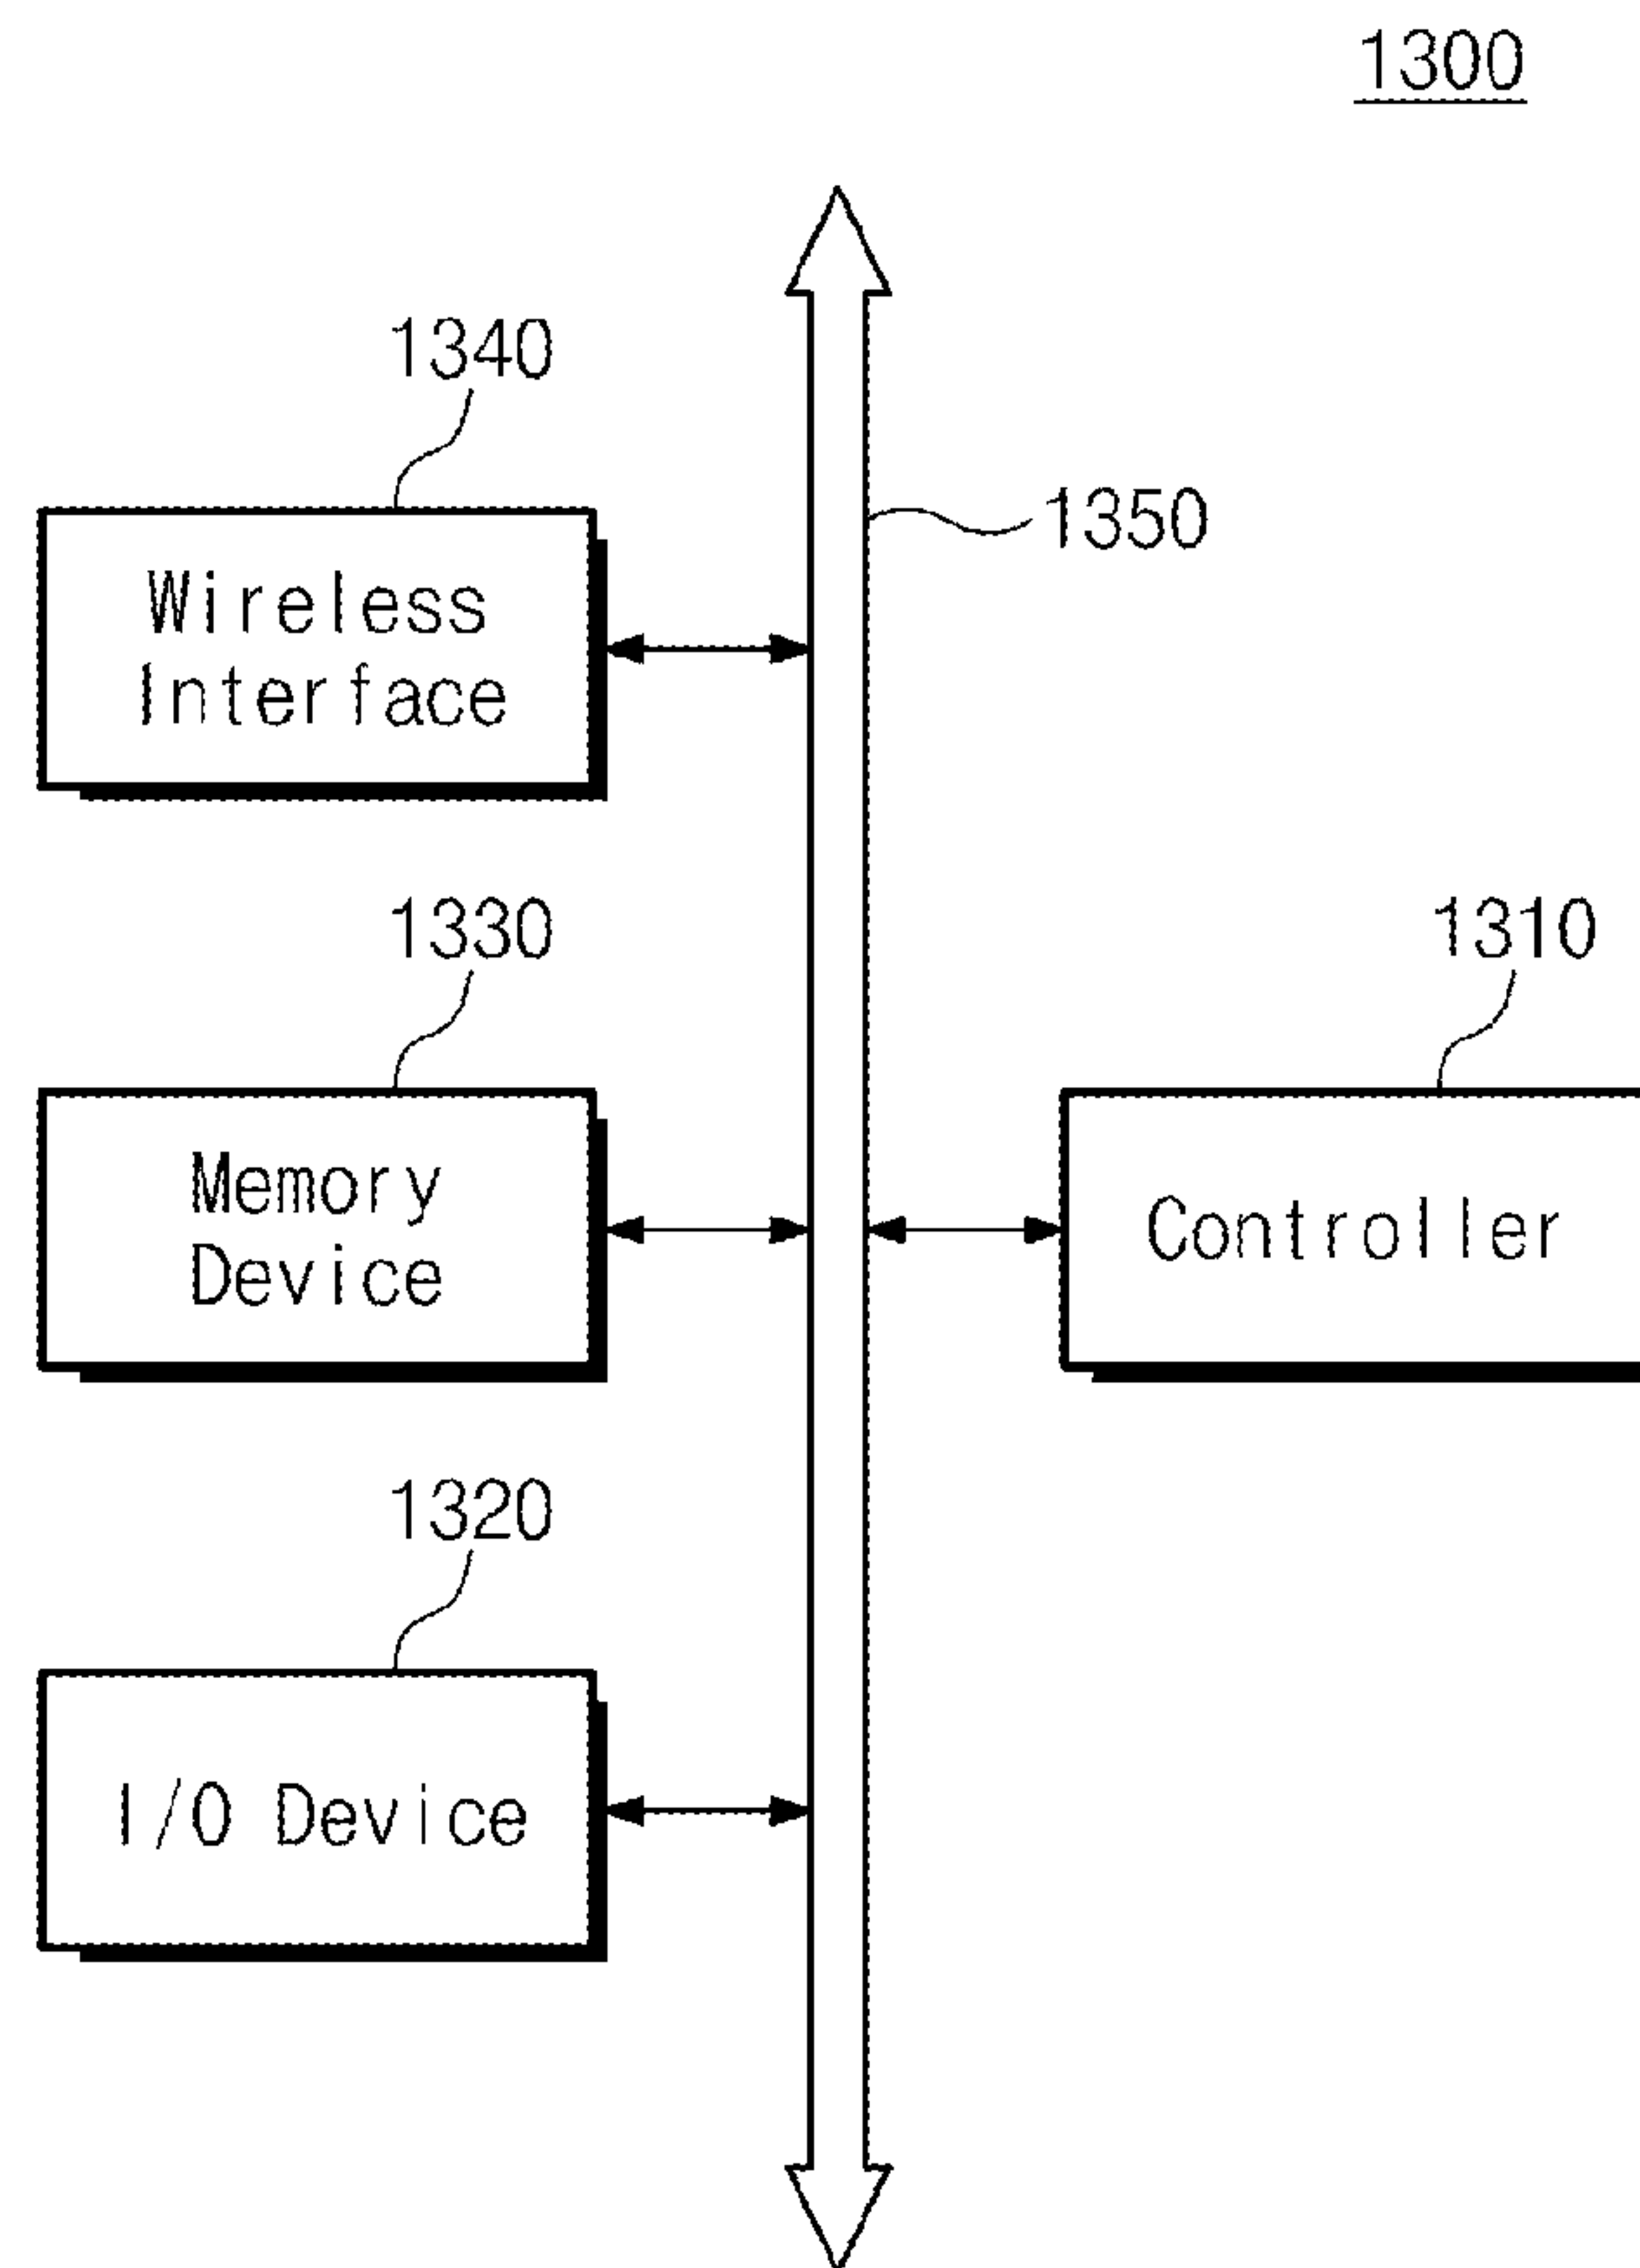 1300
1340
1350
Wireless
Interface
1330
1310
Memory
Device
Controller
1320
I/O Device